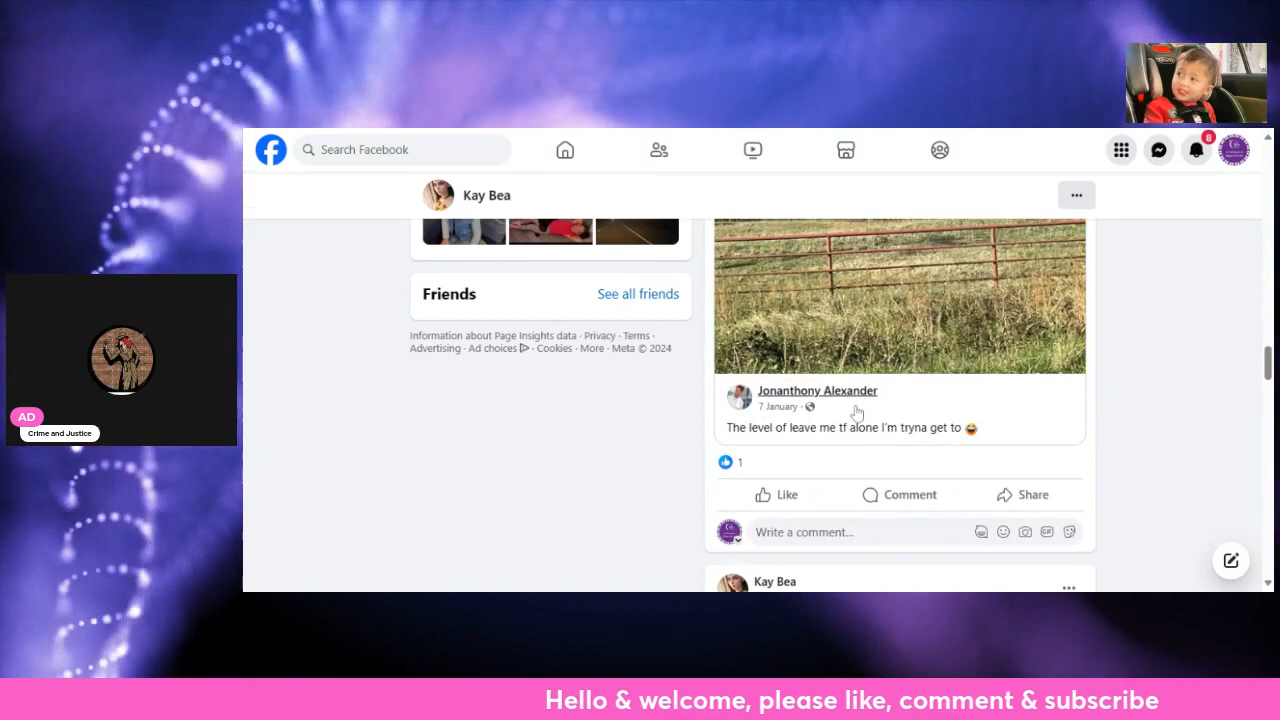 Search Facebook
8
Kay Bea
Friends
See all friends
Information about Page Insights data · Privacy · Terms ·
Advertising · Ad choices · Cookies · More · Meta © 2024
Jonanthony Alexander
7 January ·
The level of leave me tf alone I'm tryna get to 😂
1
Like
Comment
Share
Write a comment...
GIF
Kay Bea
AD
Crime and Justice
Hello & welcome, please like, comment & subscribe